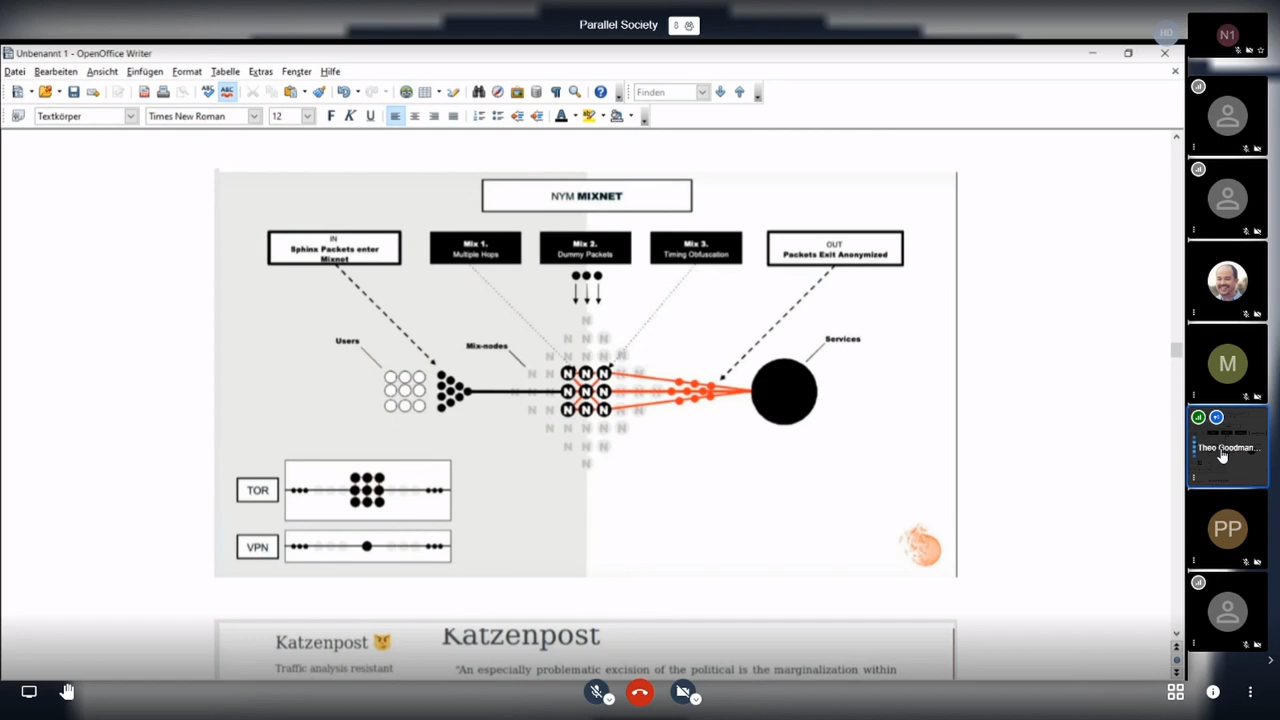 Parallel Society 8
HD
N1
Unbenannt 1 - OpenOffice Writer
Datei Bearbeiten Ansicht Einfügen Format Tabelle Extras Fenster Hilfe
Finden
Textkörper Times New Roman 12 F K U
NYM MIXNET
IN
Sphinx Packets enter
Mixnet
Mix 1.
Multiple Hops
Mix 2.
Dummy Packets
Mix 3.
Timing Obfuscation
OUT
Packets Exit Anonymized
Users
Mix-nodes
Services
N N N
N N N
N N N
TOR
VPN
Katzenpost
Traffic analysis resistant
Katzenpost
“An especially problematic excision of the political is the marginalization within
M
Theo Goodman...
PP